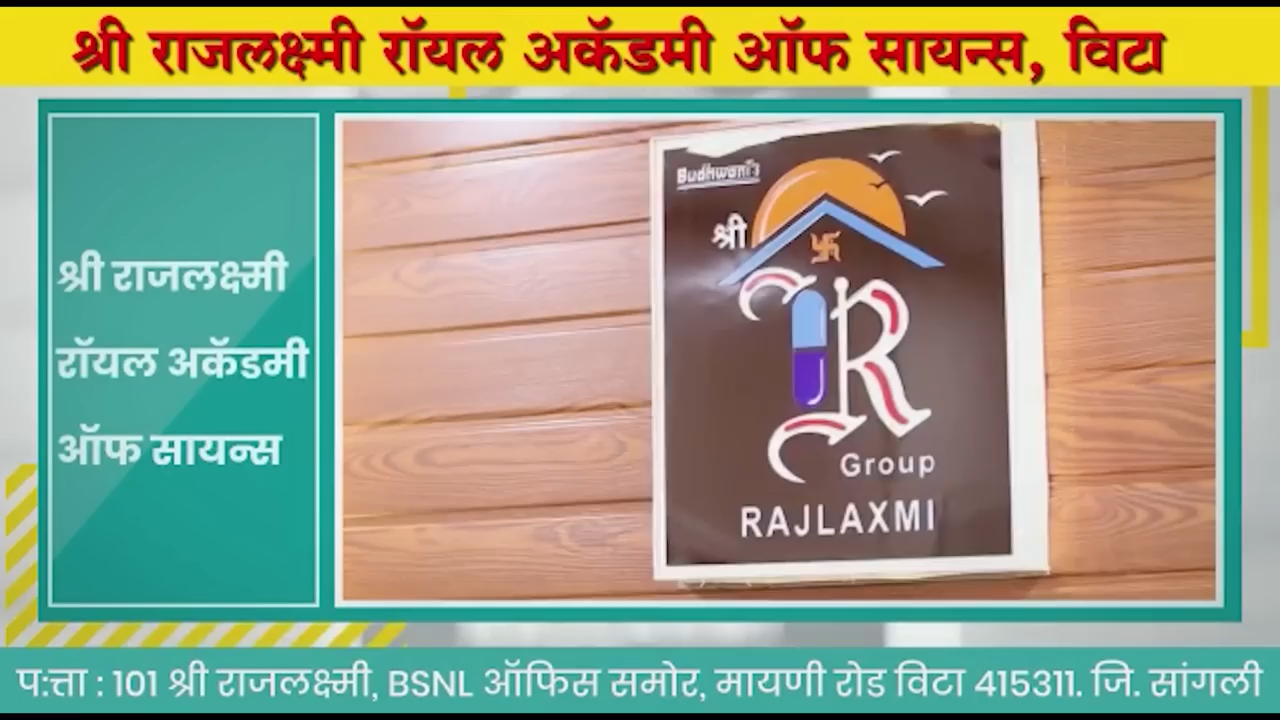 श्री राजलक्ष्मी रॉयल अकॅडमी ऑफ सायन्स, विटा
श्री राजलक्ष्मी
रॉयल अकॅडमी
ऑफ सायन्स
Budhwani's
श्री
R
Group
RAJLAXMI
प:त्ता : 101 श्री राजलक्ष्मी, BSNL ऑफिस समोर, मायणी रोड विटा 415311. जि. सांगली